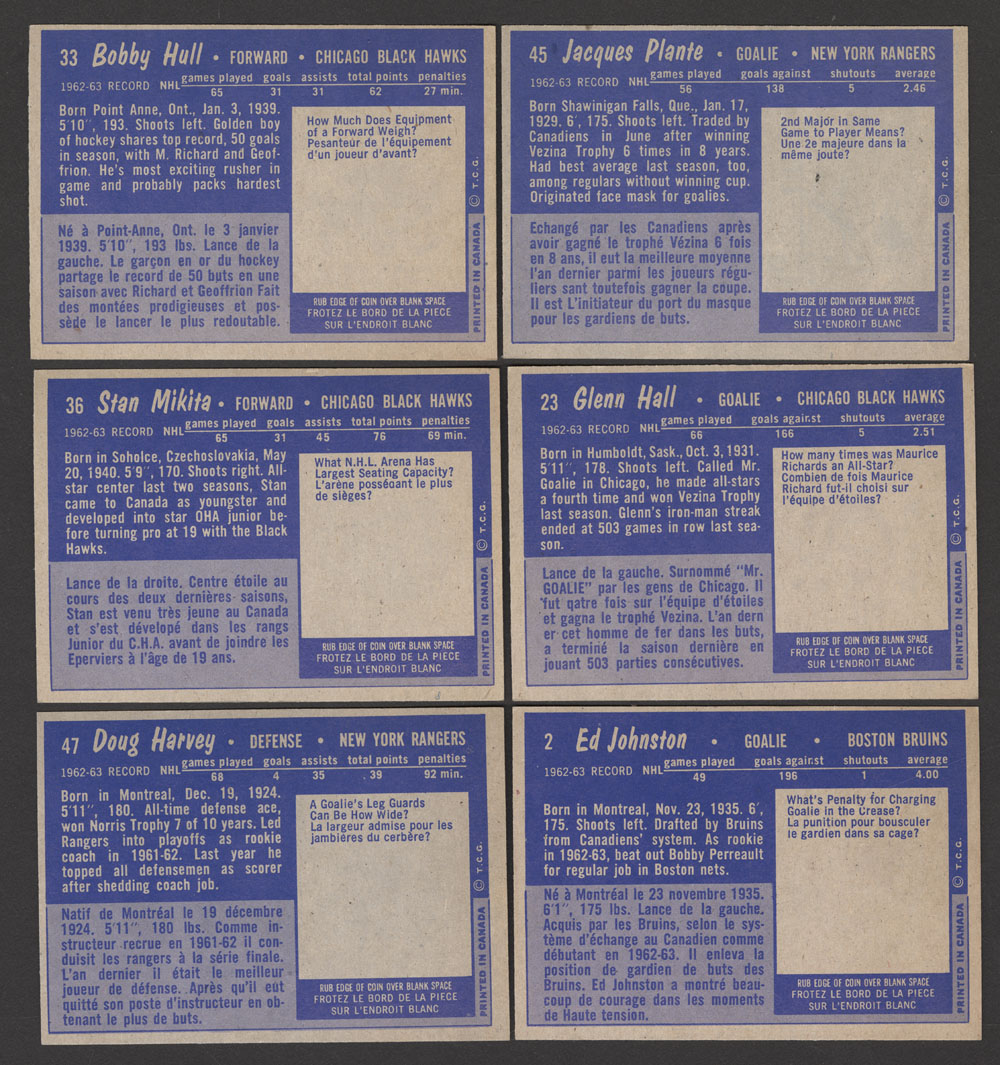 33 Bobby Hull • FORWARD • CHICAGO BLACK HAWKS
games played goals assists total points penalties
1962-63 RECORD NHL 65 31 31 62 27 min.
Born Point Anne, Ont., Jan. 3, 1939.
5'10", 193. Shoots left. Golden boy
of hockey shares top record, 50 goals
in season, with M. Richard and Geof-
frion. He's most exciting rusher in
game and probably packs hardest
shot.
Né à Point-Anne, Ont. le 3 janvier
1939. 5'10", 193 lbs. Lance de la
gauche. Le garçon en or du hockey
partage le record de 50 buts en une
saison avec Richard et Geoffrion Fait
des montées prodigieuses et pos-
sède le lancer le plus redoutable.
How Much Does Equipment
of a Forward Weigh?
Pesanteur de l'équipement
d'un joueur d'avant?
RUB EDGE OF COIN OVER BLANK SPACE
FROTEZ LE BORD DE LA PIECE
SUR L'ENDROIT BLANC
PRINTED IN CANADA © T.C.G.
45 Jacques Plante • GOALIE • NEW YORK RANGERS
games played goals against shutouts average
1962-63 RECORD NHL 56 138 5 2.46
Born Shawinigan Falls, Que., Jan. 17,
1929. 6', 175. Shoots left. Traded by
Canadiens in June after winning
Vezina Trophy 6 times in 8 years.
Had best average last season, too,
among regulars without winning cup.
Originated face mask for goalies.
Echangé par les Canadiens après
avoir gagné le trophé Vézina 6 fois
en 8 ans, il eut la meilleure moyenne
l'an dernier parmi les joueurs régu-
liers sant toutefois gagner la coupe.
Il est L'initiateur du port du masque
pour les gardiens de buts.
2nd Major in Same
Game to Player Means?
Une 2e majeure dans la
même joute?
RUB EDGE OF COIN OVER BLANK SPACE
FROTEZ LE BORD DE LA PIECE
SUR L'ENDROIT BLANC
PRINTED IN CANADA © T.C.G.
36 Stan Mikita • FORWARD • CHICAGO BLACK HAWKS
games played goals assists total points penalties
1962-63 RECORD NHL 65 31 45 76 69 min.
Born in Soholce, Czechoslovakia, May
20, 1940. 5'9", 170. Shoots right. All-
star center last two seasons, Stan
came to Canada as youngster and
developed into star OHA junior be-
fore turning pro at 19 with the Black
Hawks.
Lance de la droite. Centre étoile au
cours des deux dernières saisons,
Stan est venu très jeune au Canada
et s'est dévelopé dans les rangs
Junior du C.H.A. avant de joindre les
Eperviers à l'âge de 19 ans.
What N.H.L. Arena Has
Largest Seating Capacity?
L'arène posséoant le plus
de sièges?
RUB EDGE OF COIN OVER BLANK SPACE
FROTEZ LE BORD DE LA PIECE
SUR L'ENDROIT BLANC
PRINTED IN CANADA © T.C.G.
23 Glenn Hall • GOALIE • CHICAGO BLACK HAWKS
games played goals against shutouts average
1962-63 RECORD NHL 66 166 5 2.51
Born in Humboldt, Sask., Oct. 3, 1931.
5'11", 178. Shoots left. Called Mr.
Goalie in Chicago, he made all-stars
a fourth time and won Vezina Trophy
last season. Glenn's iron-man streak
ended at 503 games in row last sea-
son.
Lance de la gauche. Surnommé "Mr.
GOALIE" par les gens de Chicago. Il
fut qatre fois sur l'équipe d'étoiles
et gagna le trophé Vezina. L'an dern
er cet homme de fer dans les buts,
a terminé la saison dernière en
jouant 503 parties consécutives.
How many times was Maurice
Richards an All-Star?
Combien de fois Maurice
Richard fut-il choisi sur
l'équipe d'étoiles?
RUB EDGE OF COIN OVER BLANK SPACE
FROTEZ LE BORD DE LA PIECE
SUR L'ENDROIT BLANC
PRINTED IN CANADA © T.C.G.
47 Doug Harvey • DEFENSE • NEW YORK RANGERS
games played goals assists total points penalties
1962-63 RECORD NHL 68 4 35 39 92 min.
Born in Montreal, Dec. 19, 1924.
5'11", 180. All-time defense ace,
won Norris Trophy 7 of 10 years. Led
Rangers into playoffs as rookie
coach in 1961-62. Last year he
topped all defensemen as scorer
after shedding coach job.
Natif de Montréal le 19 décembre
1924. 5'11", 180 lbs. Comme in-
structeur recrue en 1961-62 il con-
duisit les rangers à la série finale.
L'an dernier il était le meilleur
joueur de défense. Après qu'il eut
quitté son poste d'instructeur en ob-
tenant le plus de buts.
A Goalie's Leg Guards
Can Be How Wide?
La largeur admise pour les
jambières du cerbère?
RUB EDGE OF COIN OVER BLANK SPACE
FROTEZ LE BORD DE LA PIECE
SUR L'ENDROIT BLANC
PRINTED IN CANADA © T.C.G.
2 Ed Johnston • GOALIE • BOSTON BRUINS
games played goals against shutouts average
1962-63 RECORD NHL 49 196 1 4.00
Born in Montreal, Nov. 23, 1935. 6',
175. Shoots left. Drafted by Bruins
from Canadiens' system. As rookie
in 1962-63, beat out Bobby Perreault
for regular job in Boston nets.
Né à Montréal le 23 novembre 1935.
6'1", 175 lbs. Lance de la gauche.
Acquis par les Bruins, selon le sys-
tème d'échange au Canadien comme
débutant en 1962-63. Il enleva la
position de gardien de buts des
Bruins. Ed Johnston a montré beau-
coup de courage dans les moments
de Haute tension.
What's Penalty for Charging
Goalie in the Crease?
La punition pour bousculer
le gardien dans sa cage?
RUB EDGE OF COIN OVER BLANK SPACE
FROTEZ LE BORD DE LA PIECE
SUR L'ENDROIT BLANC
PRINTED IN CANADA © T.C.G.